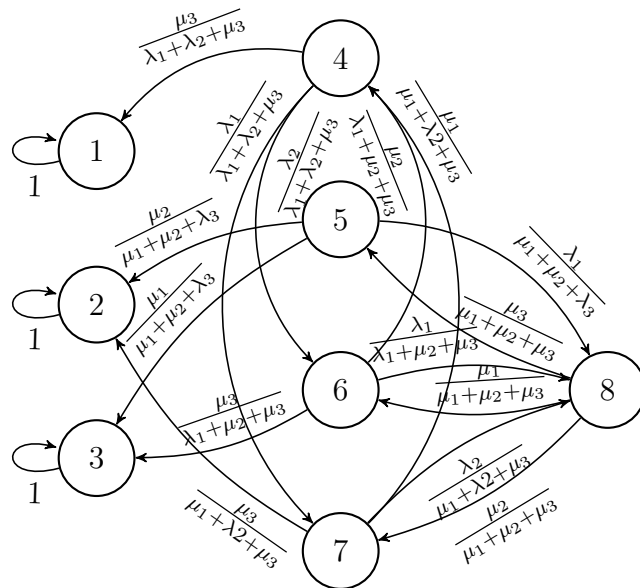 μ₃/(λ₁+λ₂+μ₃)
4
λ₁/(λ₁+λ₂+μ₃)
λ₂/(λ₁+λ₂+μ₃)
μ₂/(λ₁+μ₂+μ₃)
μ₁/(μ₁+λ2+μ₃)
1
1
μ₂/(μ₁+μ₂+λ₃)
5
λ₁/(μ₁+μ₂+λ₃)
2
1
μ₁/(μ₁+μ₂+λ₃)
μ₃/(μ₁+μ₂+μ₃)
λ₁/(λ₁+μ₂+μ₃)
6
μ₁/(μ₁+μ₂+μ₃)
8
μ₃/(λ₁+μ₂+μ₃)
3
1
λ₂/(μ₁+λ2+μ₃)
μ₃/(μ₁+λ2+μ₃)
7
μ₂/(μ₁+μ₂+μ₃)